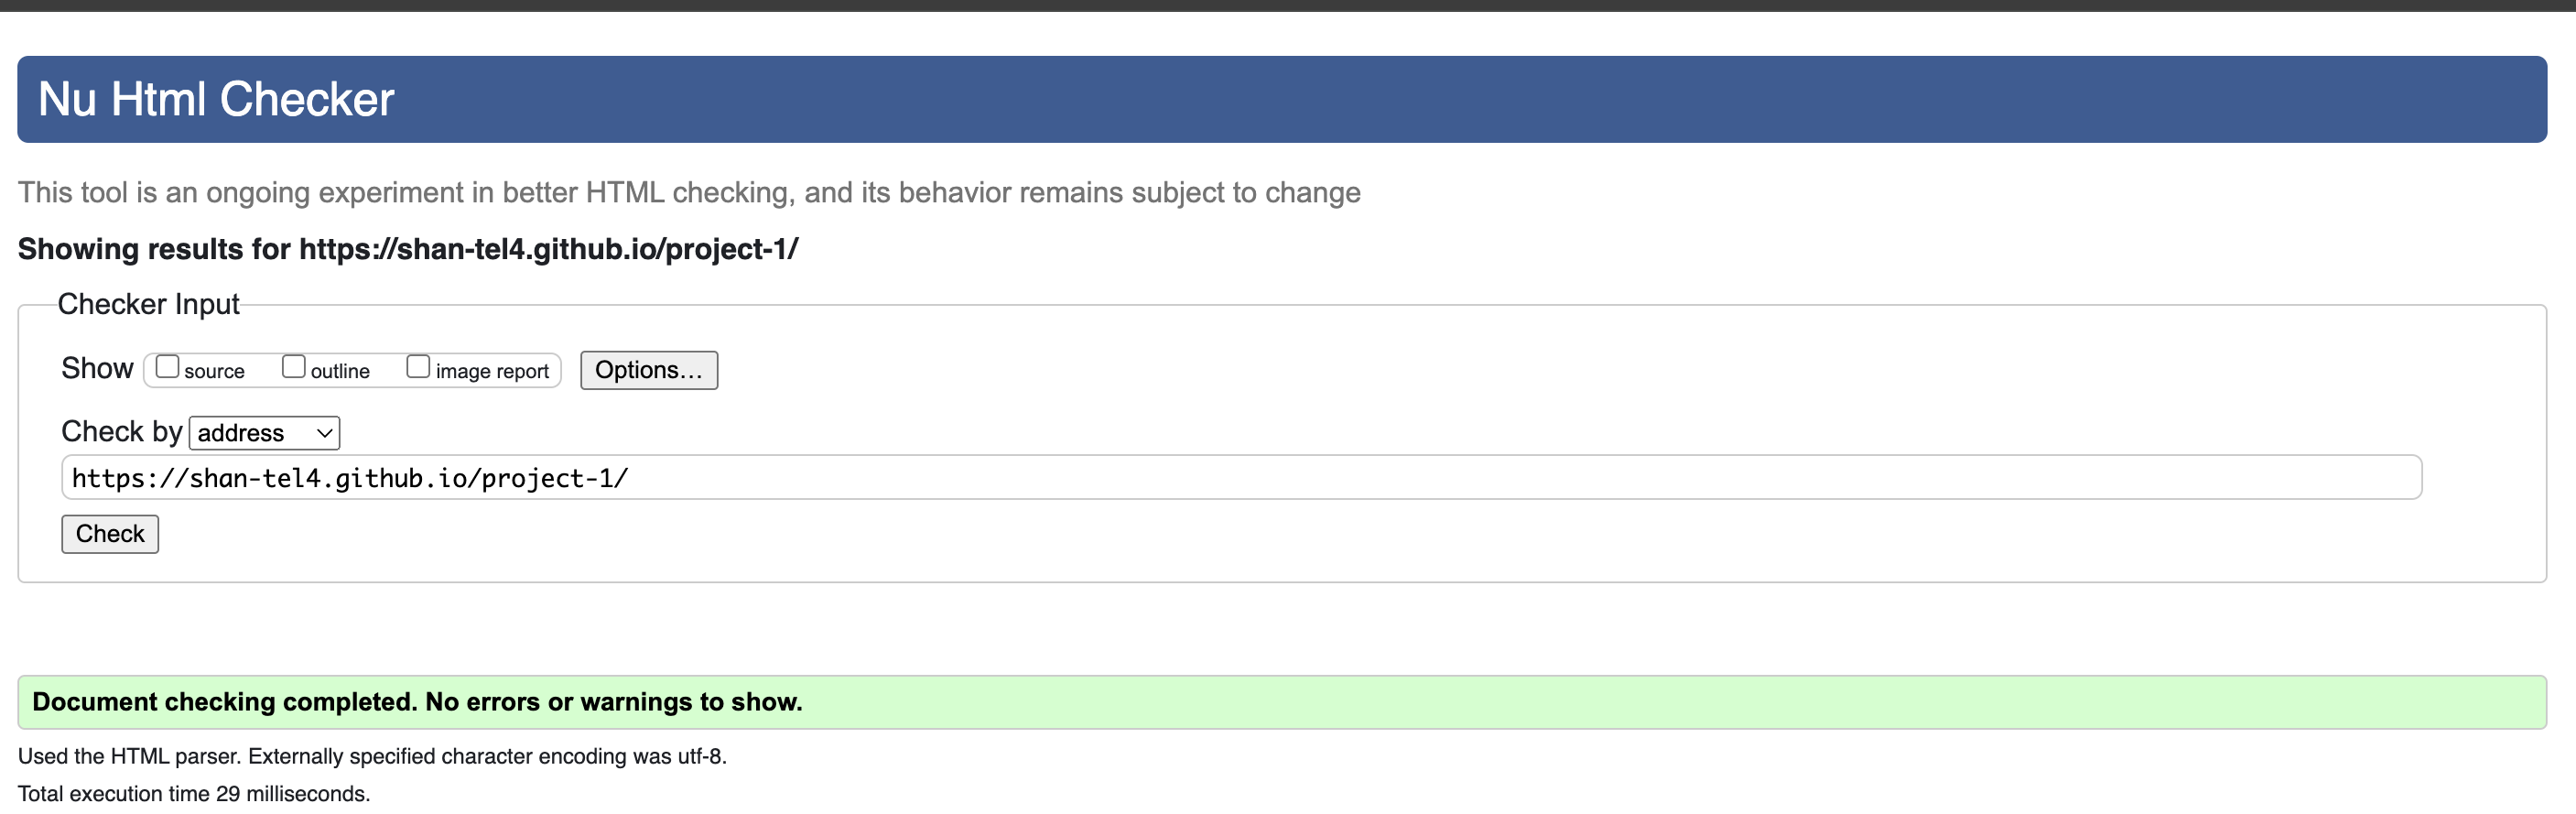 Nu Html Checker
This tool is an ongoing experiment in better HTML checking, and its behavior remains subject to change
Showing results for https://shan-tel4.github.io/project-1/
Checker Input
Show source outline image report Options...
Check by address
https://shan-tel4.github.io/project-1/
Check
Document checking completed. No errors or warnings to show.
Used the HTML parser. Externally specified character encoding was utf-8.
Total execution time 29 milliseconds.